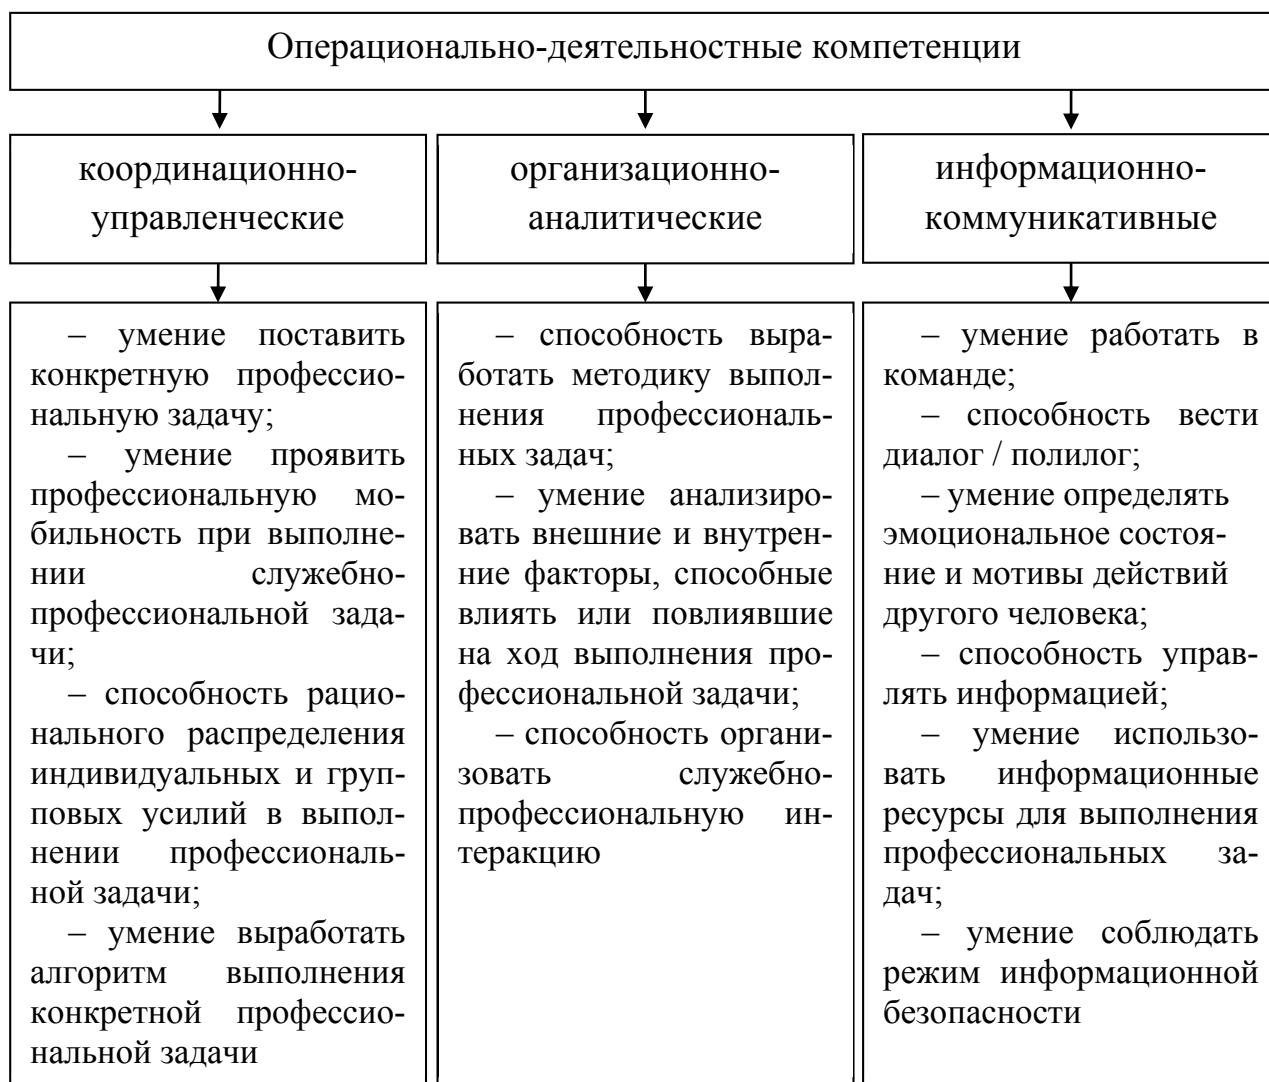 Операционально-деятельностные компетенции
координационно-
управленческие
организационно-
аналитические
информационно-
коммуникативные
– умение поставить
конкретную профессио-
нальную задачу;
– умение проявить
профессиональную мо-
бильность при выполне-
нии служебно-
профессиональной зада-
чи;
– способность рацио-
нального распределения
индивидуальных и груп-
повых усилий в выпол-
нении профессиональ-
ной задачи;
– умение выработать
алгоритм выполнения
конкретной профессио-
нальной задачи
– способность выра-
ботать методику выпол-
нения профессиональ-
ных задач;
– умение анализиро-
вать внешние и внутрен-
ние факторы, способные
влиять или повлиявшие
на ход выполнения про-
фессиональной задачи;
– способность органи-
зовать служебно-
профессиональную ин-
теракцию
– умение работать в
команде;
– способность вести
диалог / полилог;
– умение определять
эмоциональное состоя-
ние и мотивы действий
другого человека;
– способность управ-
лять информацией;
– умение использо-
вать информационные
ресурсы для выполнения
профессиональных за-
дач;
– умение соблюдать
режим информационной
безопасности